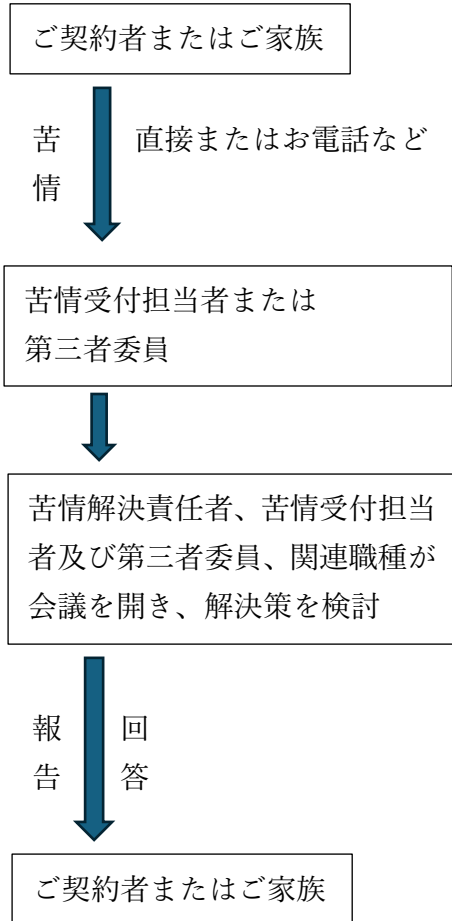 ご契約者またはご家族
苦情
直接またはお電話など
苦情受付担当者または
第三者委員
苦情解決責任者、苦情受付担当
者及び第三者委員、関連職種が
会議を開き、解決策を検討
報告
回答
ご契約者またはご家族